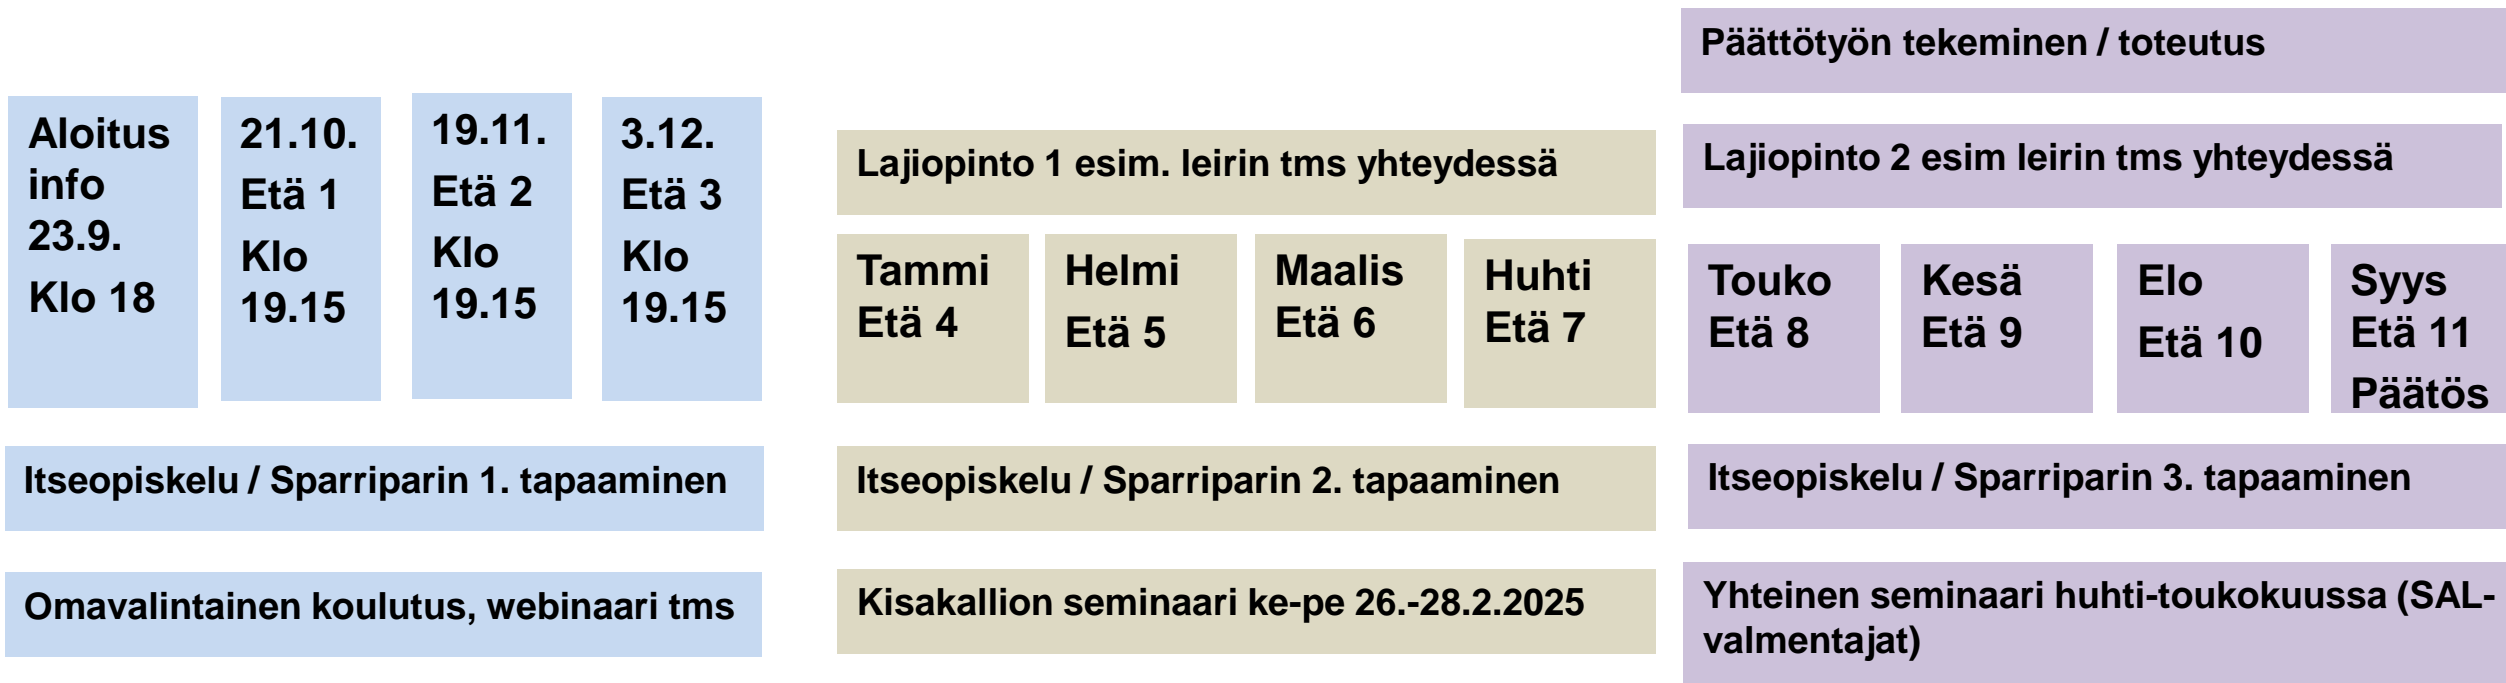 Päättötyön tekeminen / toteutus
Aloitus
info
23.9.
Klo 18
21.10.
Etä 1
Klo
19.15
19.11.
Etä 2
Klo
19.15
3.12.
Etä 3
Klo
19.15
Lajiopinto 1 esim. leirin tms yhteydessä
Lajiopinto 2 esim leirin tms yhteydessä
Tammi
Etä 4
Helmi
Etä 5
Maalis
Etä 6
Huhti
Etä 7
Touko
Etä 8
Kesä
Etä 9
Elo
Etä 10
Syys
Etä 11
Päätös
Itseopiskelu / Sparriparin 1. tapaaminen
Itseopiskelu / Sparriparin 2. tapaaminen
Itseopiskelu / Sparriparin 3. tapaaminen
Omavalintainen koulutus, webinaari tms
Kisakallion seminaari ke-pe 26.-28.2.2025
Yhteinen seminaari huhti-toukokuussa (SAL-
valmentajat)